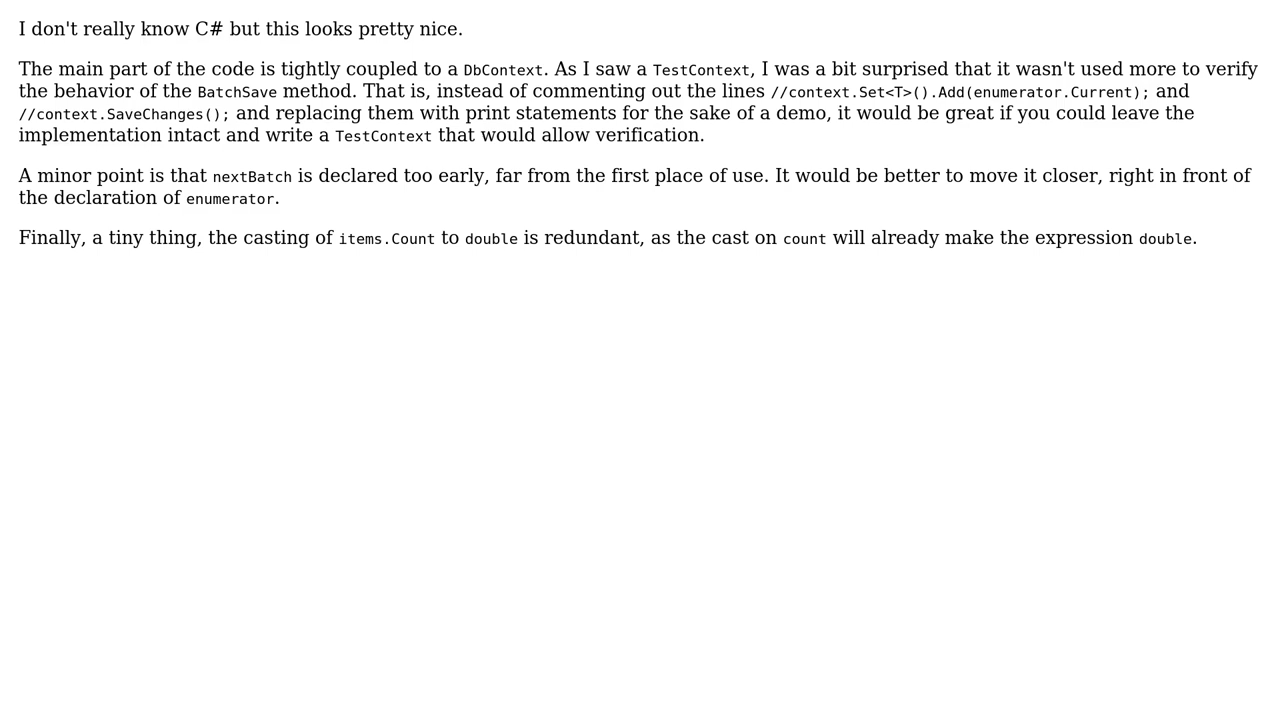 I don't really know C# but this looks pretty nice.
The main part of the code is tightly coupled to a DbContext. As I saw a TestContext, I was a bit surprised that it wasn't used more to verify
the behavior of the BatchSave method. That is, instead of commenting out the lines //context.Set<T>().Add(enumerator.Current); and
//context.SaveChanges(); and replacing them with print statements for the sake of a demo, it would be great if you could leave the
implementation intact and write a TestContext that would allow verification.
A minor point is that nextBatch is declared too early, far from the first place of use. It would be better to move it closer, right in front of
the declaration of enumerator.
Finally, a tiny thing, the casting of items.Count to double is redundant, as the cast on count will already make the expression double.